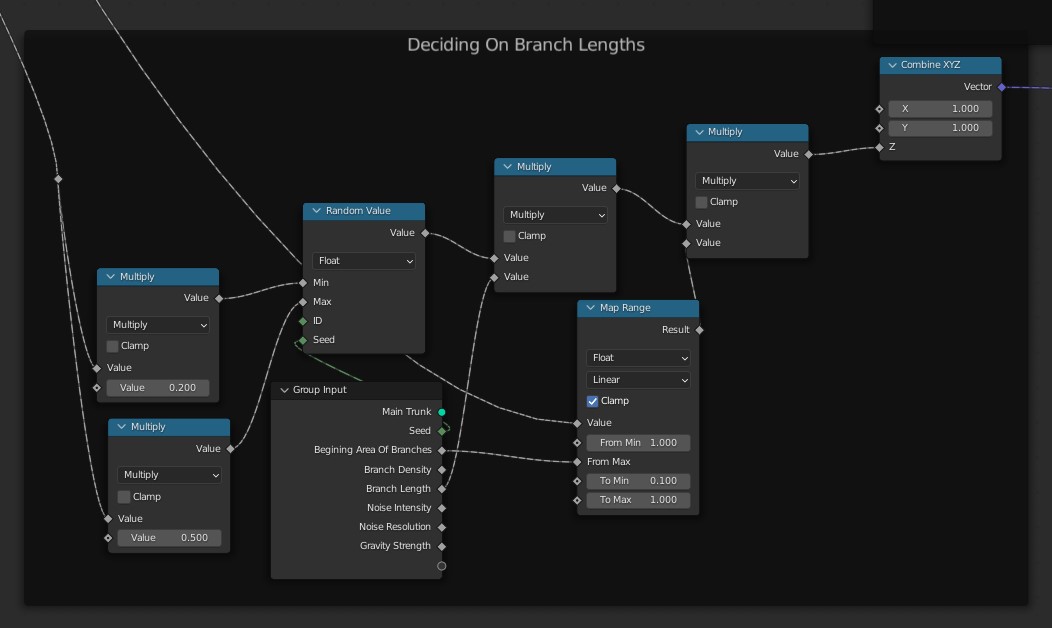 Deciding On Branch Lengths
Combine XYZ
Vector
X 1.000
Y 1.000
Z
Multiply
Value
Multiply
Clamp
Value
Value
Multiply
Value
Multiply
Clamp
Value
Value
Random Value
Value
Float
Min
Max
ID
Seed
Multiply
Value
Multiply
Clamp
Value
Value 0.200
Multiply
Value
Multiply
Clamp
Value
Value 0.500
Group Input
Main Trunk
Seed
Begining Area Of Branches
Branch Density
Branch Length
Noise Intensity
Noise Resolution
Gravity Strength
Map Range
Result
Float
Linear
Clamp
Value
From Min 1.000
From Max
To Min 0.100
To Max 1.000